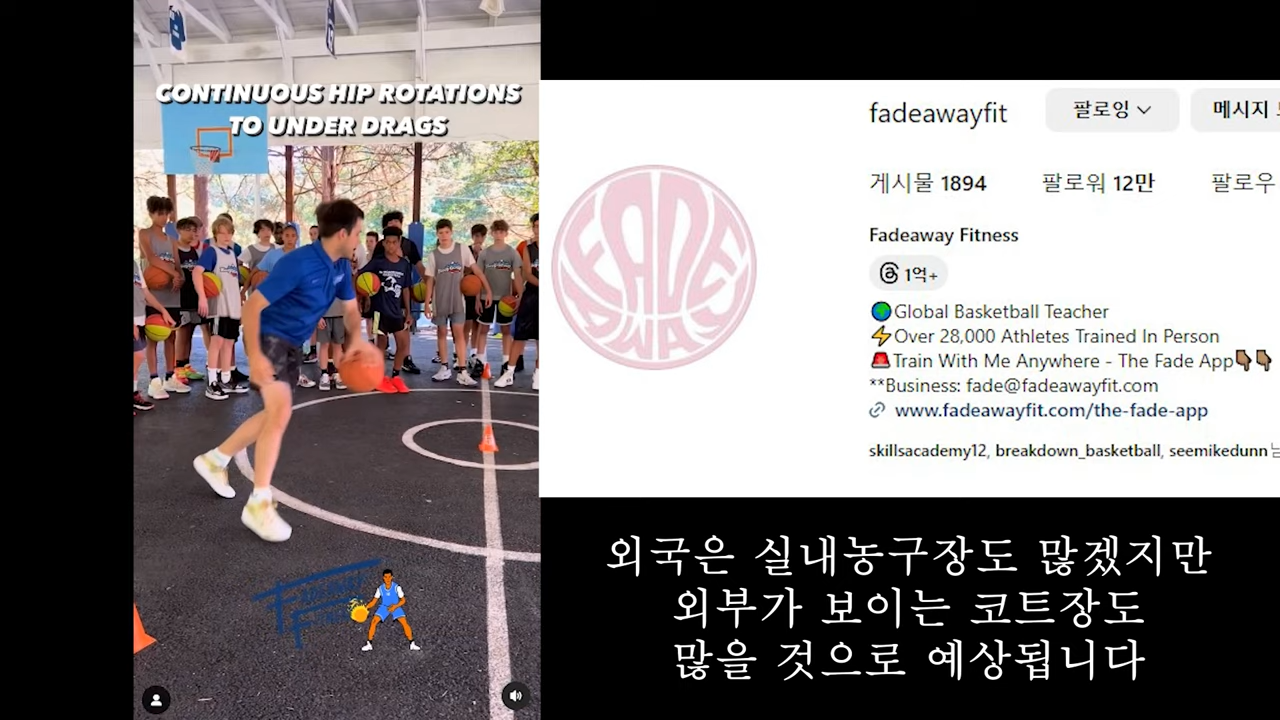 CONTINUOUS HIP ROTATIONS
TO UNDER DRAGS
fadeawayfit 팔로잉 메시지
게시물 1894 팔로워 12만 팔로우
FADE
AWAY
Fadeaway Fitness
1억+
Global Basketball Teacher
Over 28,000 Athletes Trained In Person
Train With Me Anywhere - The Fade App
**Business: fade@fadeawayfit.com
www.fadeawayfit.com/the-fade-app
skillsacademy12, breakdown_basketball, seemikedunn
외국은 실내농구장도 많겠지만
외부가 보이는 코트장도
많을 것으로 예상됩니다